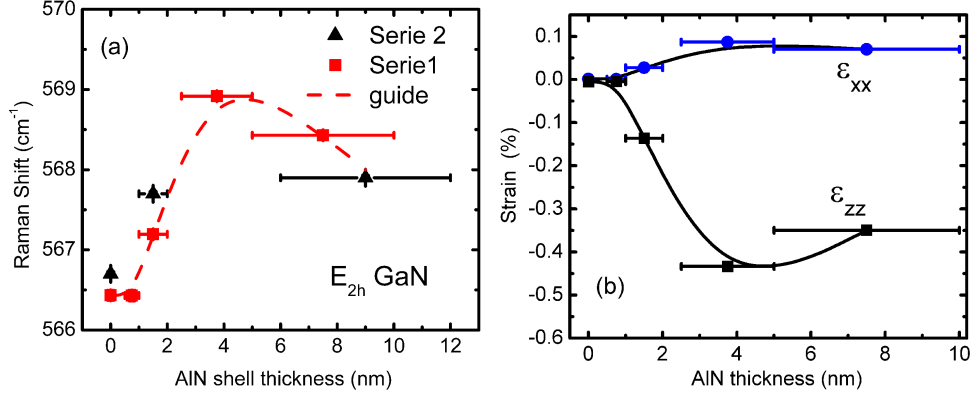 (a)
Serie 2
Serie1
guide
E2h GaN
570
569
568
567
566
Raman Shift (cm-1)
0 2 4 6 8 10 12
AlN shell thickness (nm)
(b)
εxx
εzz
0.1
0.0
-0.1
-0.2
-0.3
-0.4
-0.5
-0.6
Strain (%)
0 2 4 6 8 10
AlN thickness (nm)